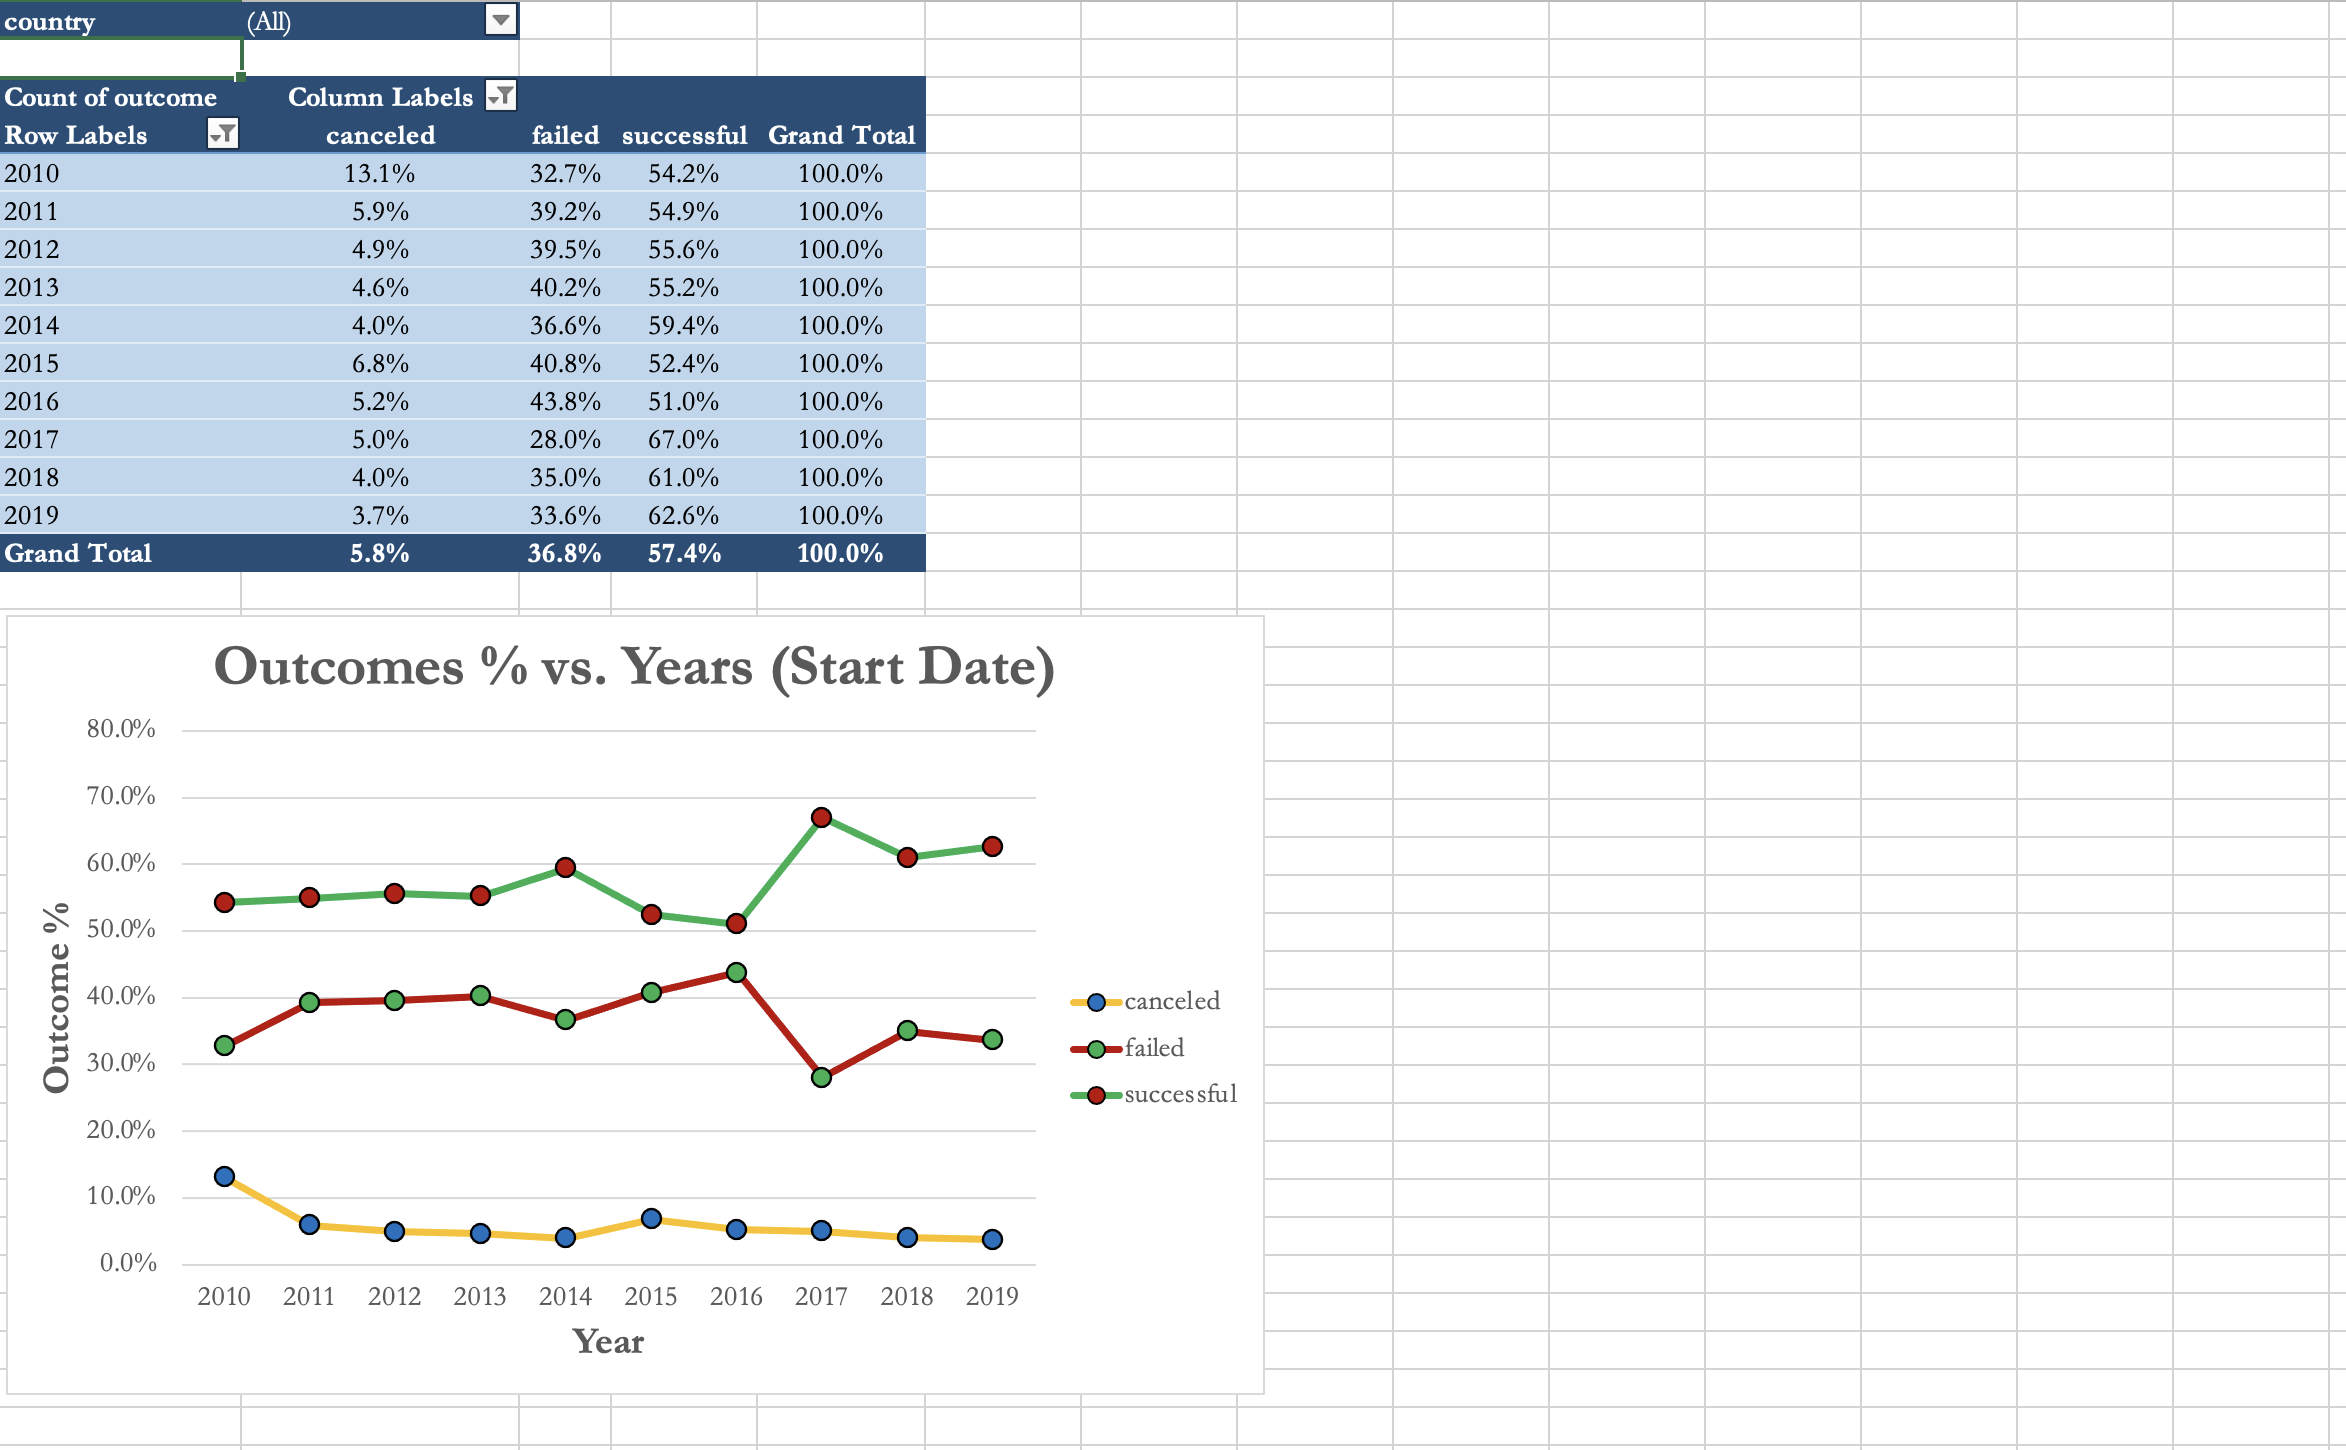 country (All)
Count of outcome Column Labels
Row Labels canceled failed successful Grand Total
2010 13.1% 32.7% 54.2% 100.0%
2011 5.9% 39.2% 54.9% 100.0%
2012 4.9% 39.5% 55.6% 100.0%
2013 4.6% 40.2% 55.2% 100.0%
2014 4.0% 36.6% 59.4% 100.0%
2015 6.8% 40.8% 52.4% 100.0%
2016 5.2% 43.8% 51.0% 100.0%
2017 5.0% 28.0% 67.0% 100.0%
2018 4.0% 35.0% 61.0% 100.0%
2019 3.7% 33.6% 62.6% 100.0%
Grand Total 5.8% 36.8% 57.4% 100.0%
Outcomes % vs. Years (Start Date)
80.0%
70.0%
60.0%
50.0%
40.0%
30.0%
20.0%
10.0%
0.0%
Outcome %
2010 2011 2012 2013 2014 2015 2016 2017 2018 2019
Year
canceled
failed
successful